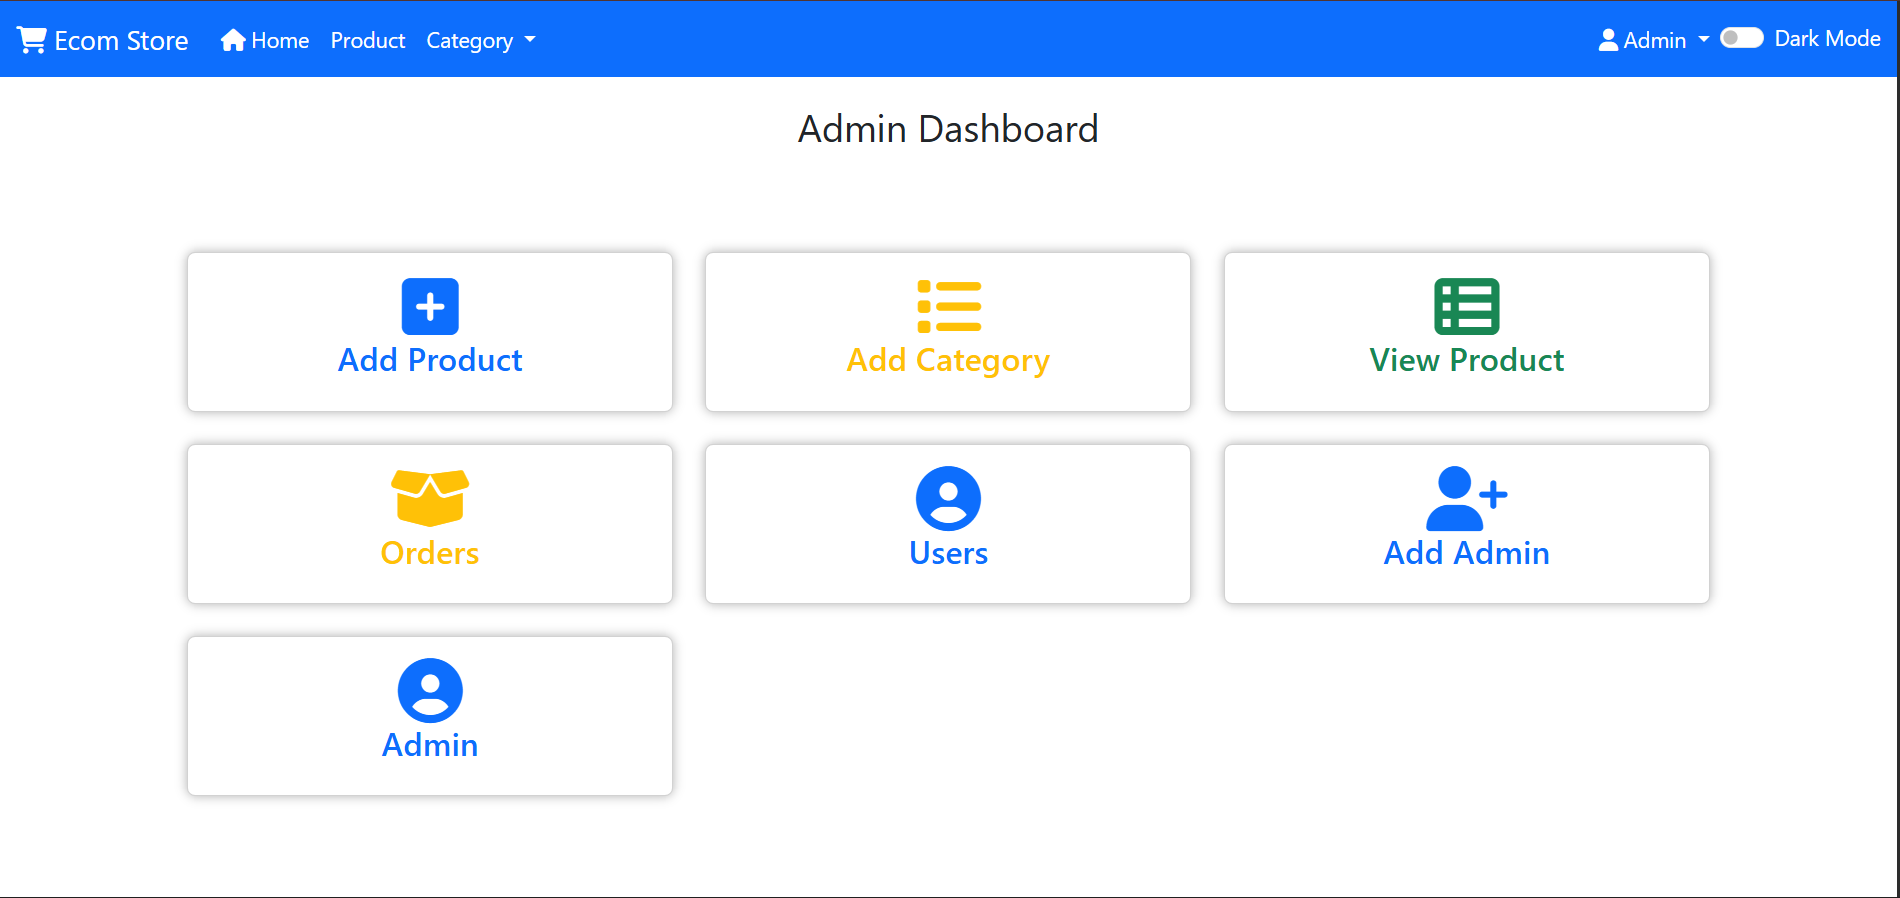 Ecom Store Home Product Category Admin Dark Mode
Admin Dashboard
Add Product Add Category View Product
Orders Users Add Admin
Admin